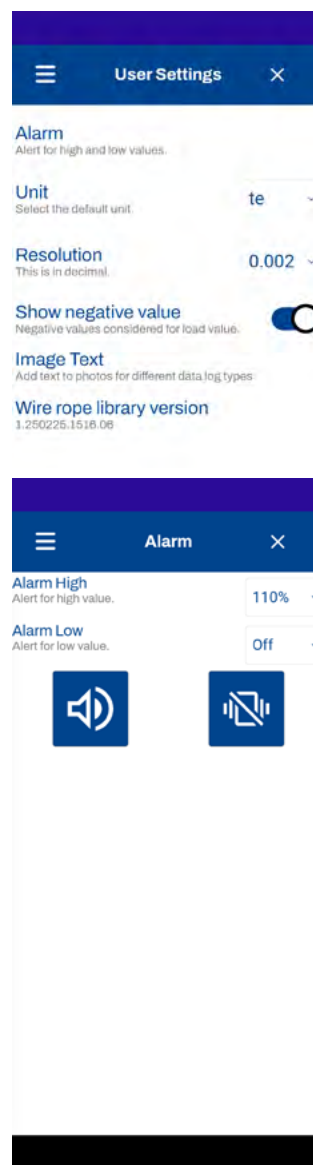 User Settings
Alarm
Alert for high and low values.
Unit
Select the default unit.
te
Resolution
This is in decimal.
0.002
Show negative value
Negative values considered for load value.
Image Text
Add text to photos for different data log types
Wire rope library version
1.250225.1516.06
Alarm
Alarm High
Alert for high value.
110%
Alarm Low
Alert for low value.
Off